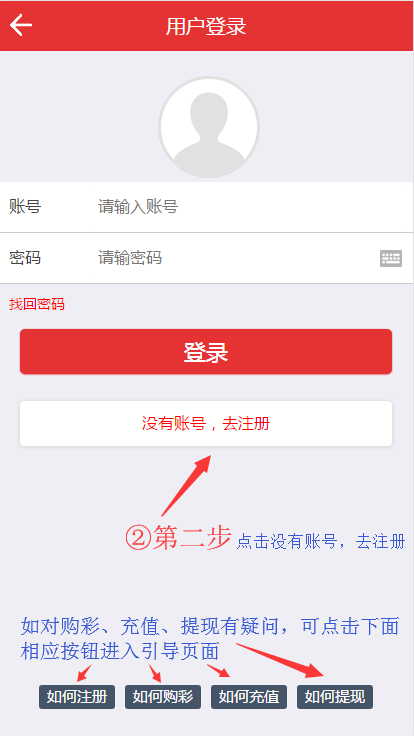 用户登录
账号 请输入账号
密码 请输密码
找回密码
登录
没有账号，去注册
②第二步 点击没有账号，去注册
如对购彩、充值、提现有疑问，可点击下面
相应按钮进入引导页面
如何注册 如何购彩 如何充值 如何提现